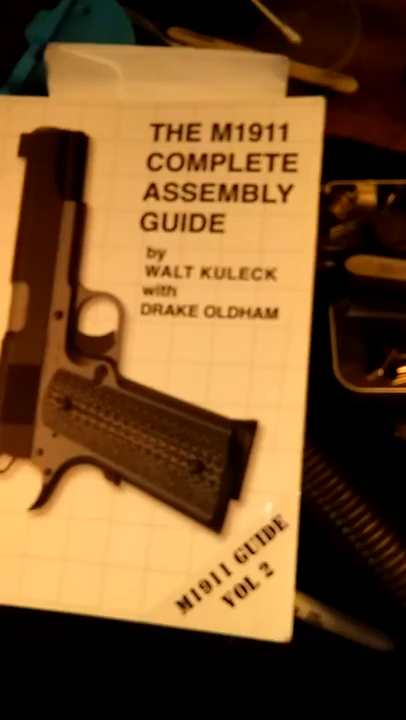 THE M1911
COMPLETE
ASSEMBLY
GUIDE
by
WALT KULECK
with
DRAKE OLDHAM
M1911 GUIDE
VOL 2